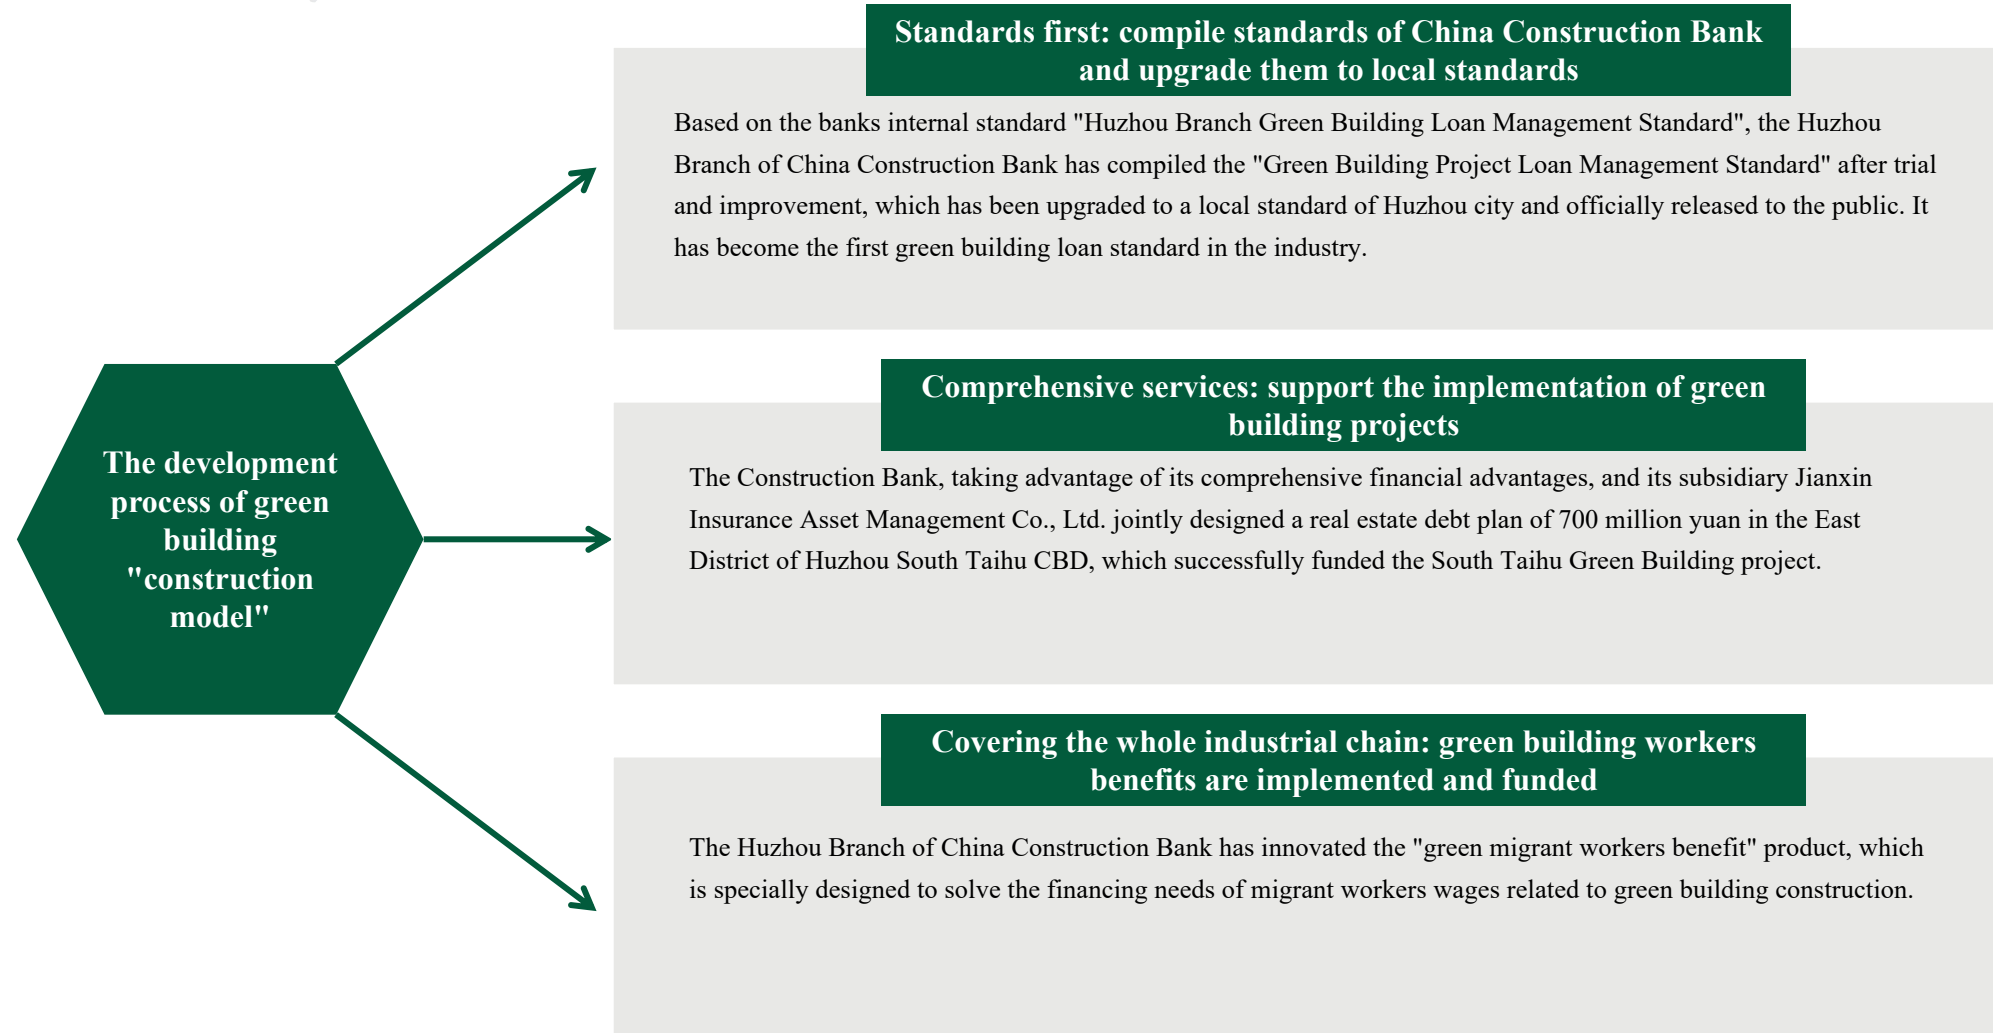 Standards first: compile standards of China Construction Bank
and upgrade them to local standards
Based on the banks internal standard "Huzhou Branch Green Building Loan Management Standard", the Huzhou
Branch of China Construction Bank has compiled the "Green Building Project Loan Management Standard" after trial
and improvement, which has been upgraded to a local standard of Huzhou city and officially released to the public. It
has become the first green building loan standard in the industry.
The development
process of green
building
"construction
model"
Comprehensive services: support the implementation of green
building projects
The Construction Bank, taking advantage of its comprehensive financial advantages, and its subsidiary Jianxin
Insurance Asset Management Co., Ltd. jointly designed a real estate debt plan of 700 million yuan in the East
District of Huzhou South Taihu CBD, which successfully funded the South Taihu Green Building project.
Covering the whole industrial chain: green building workers
benefits are implemented and funded
The Huzhou Branch of China Construction Bank has innovated the "green migrant workers benefit" product, which
is specially designed to solve the financing needs of migrant workers wages related to green building construction.